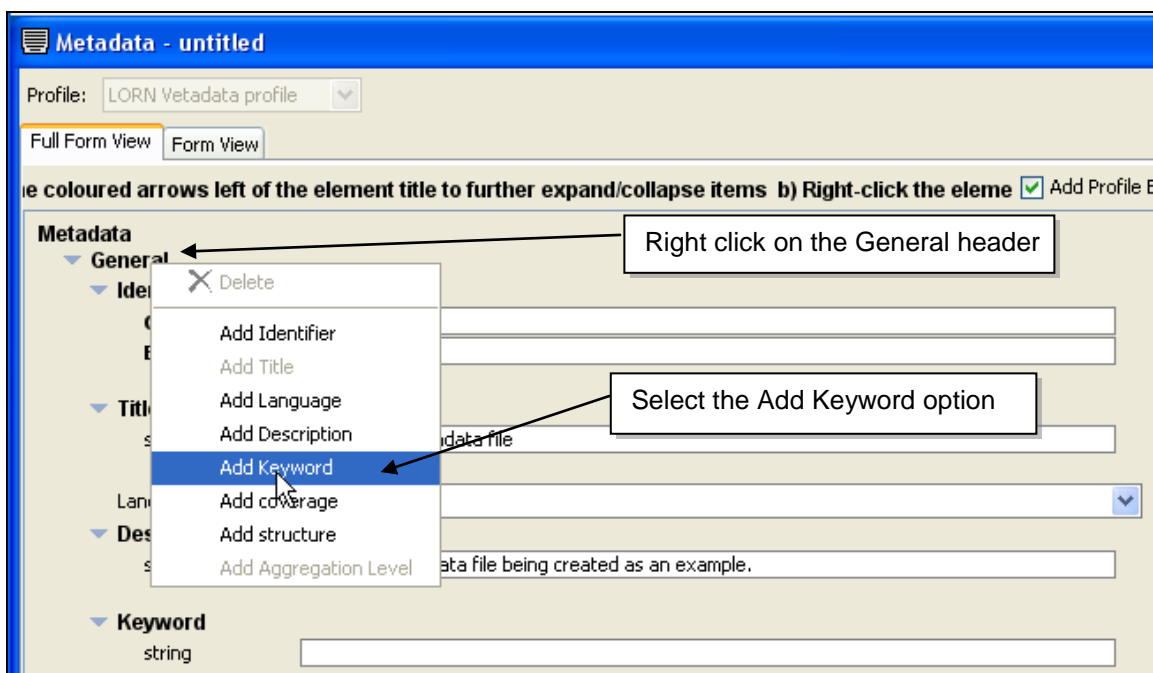 Metadata - untitled
Profile: LORN Vetadata profile
Full Form View Form View
e coloured arrows left of the element title to further expand/collapse items b) Right-click the eleme Add Profile E
Metadata
Right click on the General header
General
Delete
Add Identifier
Add Title
Select the Add Keyword option
Add Language
Add Description
data file
Add Keyword
Add coverage
Add structure
Add Aggregation Level
ata file being created as an example.
Keyword
string